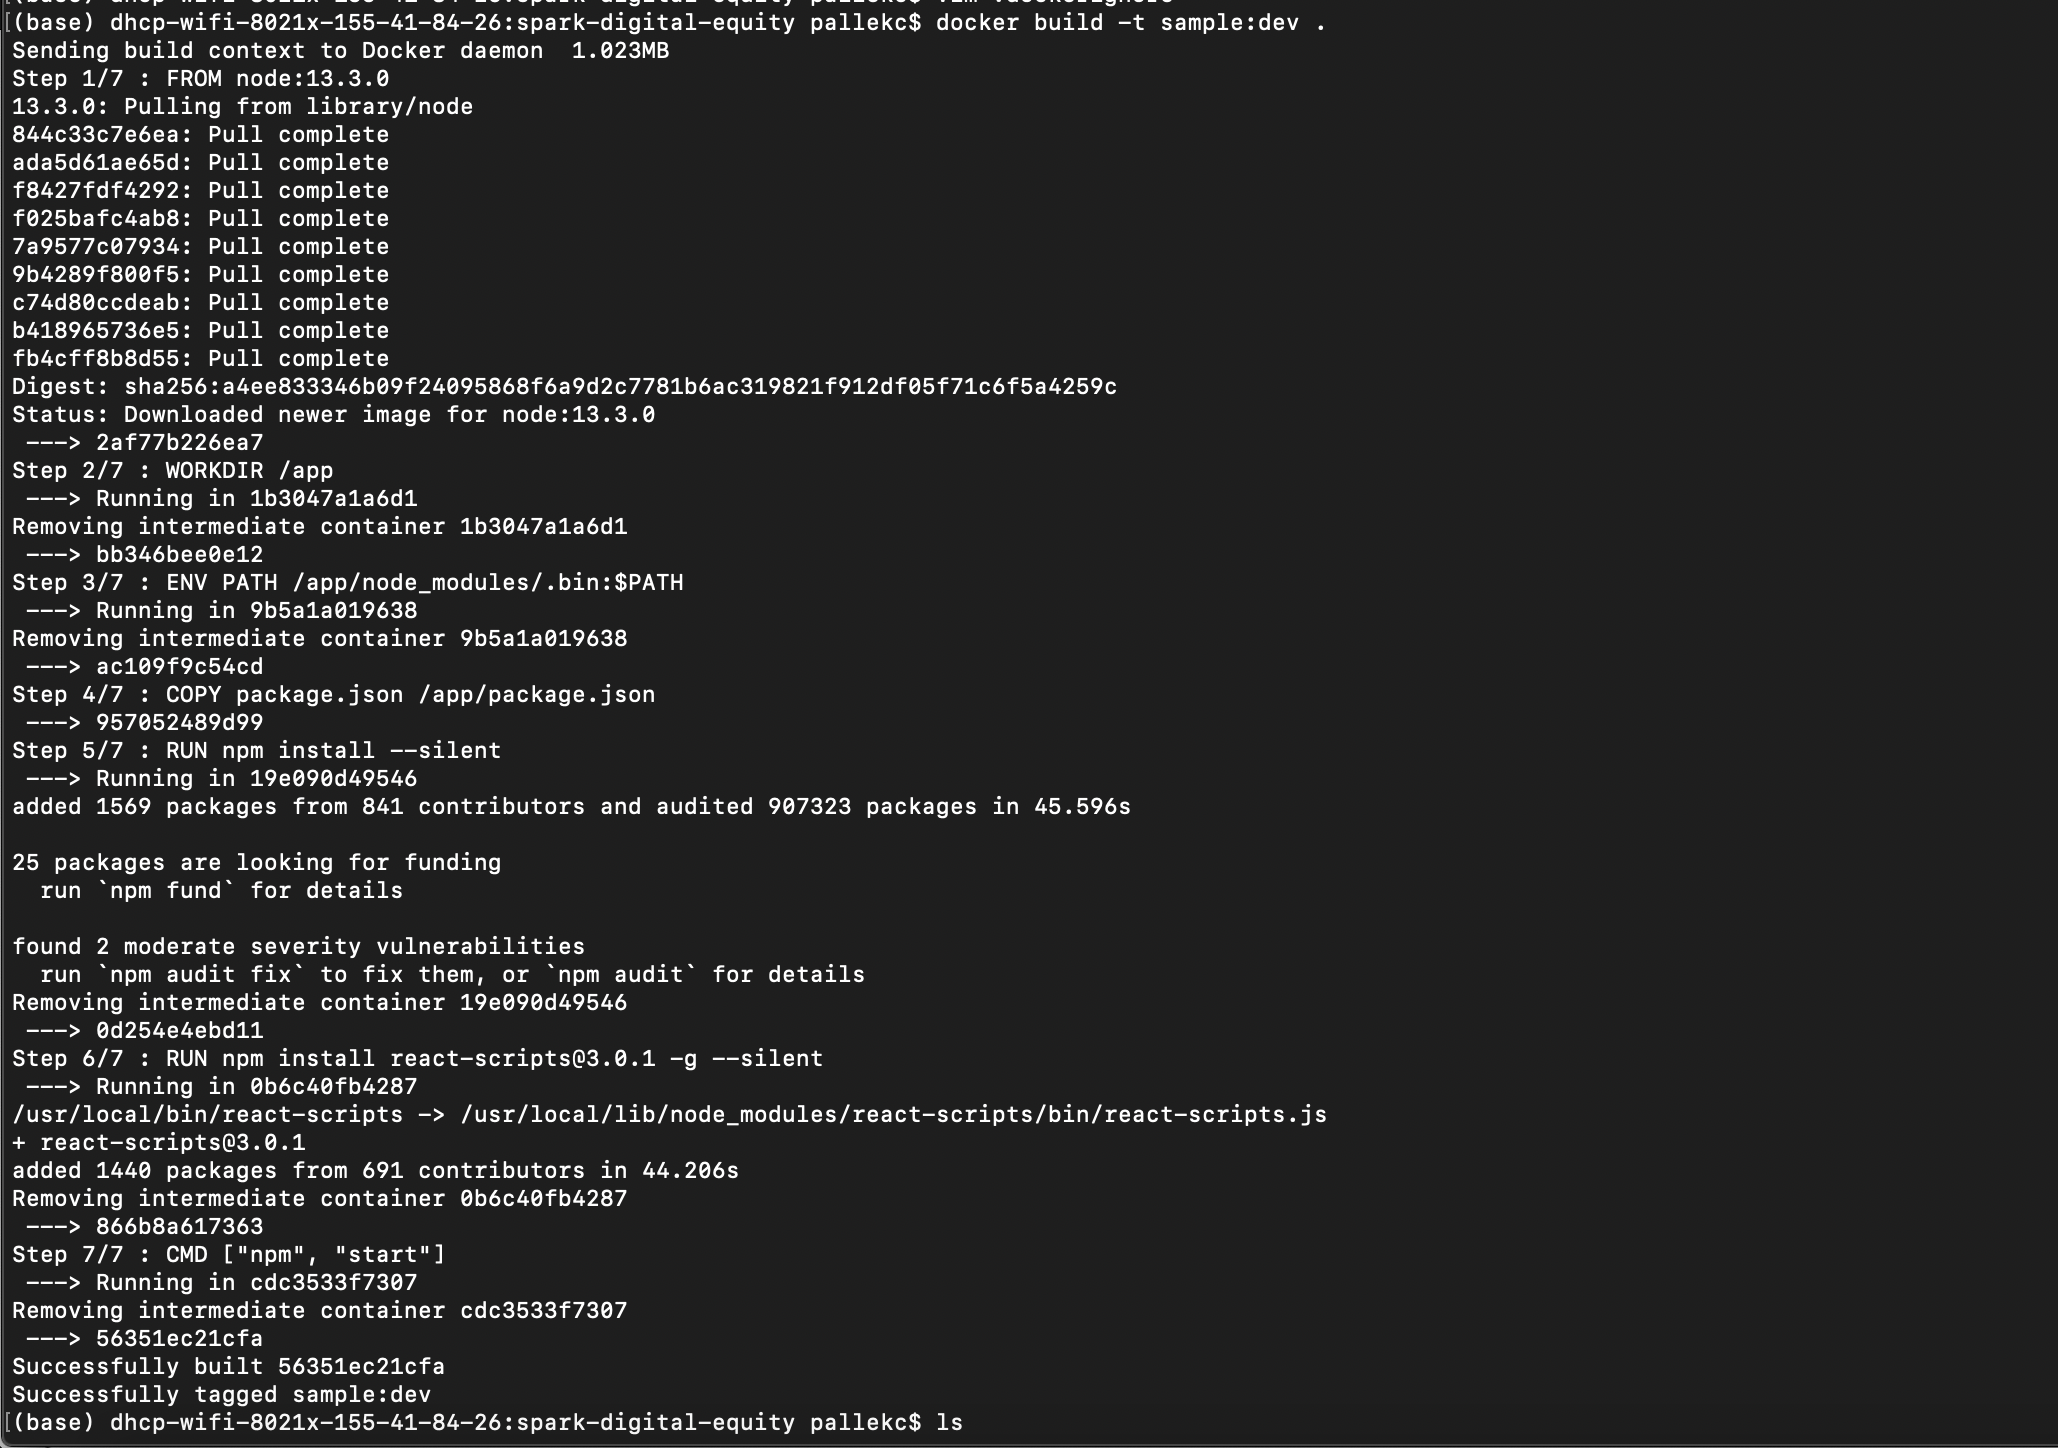 [(base) dhcp-wifi-8021x-155-41-84-26:spark-digital-equity pallekc$ docker build -t sample:dev .
Sending build context to Docker daemon  1.023MB
Step 1/7 : FROM node:13.3.0
13.3.0: Pulling from library/node
844c33c7e6ea: Pull complete
ada5d61ae65d: Pull complete
f8427fdf4292: Pull complete
f025bafc4ab8: Pull complete
7a9577c07934: Pull complete
9b4289f800f5: Pull complete
c74d80ccdeab: Pull complete
b418965736e5: Pull complete
fb4cff8b8d55: Pull complete
Digest: sha256:a4ee833346b09f24095868f6a9d2c7781b6ac319821f912df05f71c6f5a4259c
Status: Downloaded newer image for node:13.3.0
 ---> 2af77b226ea7
Step 2/7 : WORKDIR /app
 ---> Running in 1b3047a1a6d1
Removing intermediate container 1b3047a1a6d1
 ---> bb346bee0e12
Step 3/7 : ENV PATH /app/node_modules/.bin:$PATH
 ---> Running in 9b5a1a019638
Removing intermediate container 9b5a1a019638
 ---> ac109f9c54cd
Step 4/7 : COPY package.json /app/package.json
 ---> 957052489d99
Step 5/7 : RUN npm install --silent
 ---> Running in 19e090d49546
added 1569 packages from 841 contributors and audited 907323 packages in 45.596s
25 packages are looking for funding
  run `npm fund` for details
found 2 moderate severity vulnerabilities
  run `npm audit fix` to fix them, or `npm audit` for details
Removing intermediate container 19e090d49546
 ---> 0d254e4ebd11
Step 6/7 : RUN npm install react-scripts@3.0.1 -g --silent
 ---> Running in 0b6c40fb4287
/usr/local/bin/react-scripts -> /usr/local/lib/node_modules/react-scripts/bin/react-scripts.js
+ react-scripts@3.0.1
added 1440 packages from 691 contributors in 44.206s
Removing intermediate container 0b6c40fb4287
 ---> 866b8a617363
Step 7/7 : CMD ["npm", "start"]
 ---> Running in cdc3533f7307
Removing intermediate container cdc3533f7307
 ---> 56351ec21cfa
Successfully built 56351ec21cfa
Successfully tagged sample:dev
[(base) dhcp-wifi-8021x-155-41-84-26:spark-digital-equity pallekc$ ls